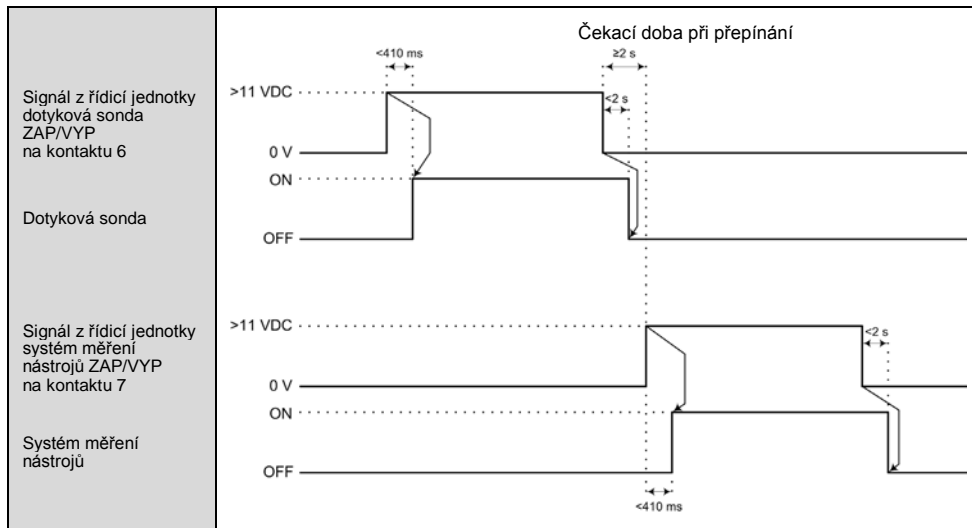 Čekací doba při přepínání
<410 ms
≥2 s
Signál z řídicí jednotky
dotyková sonda
ZAP/VYP
na kontaktu 6
>11 VDC
<2 s
0 V
Dotyková sonda
ON
OFF
Signál z řídicí jednotky
systém měření
nástrojů ZAP/VYP
na kontaktu 7
>11 VDC
<2 s
0 V
Systém měření
nástrojů
ON
OFF
<410 ms